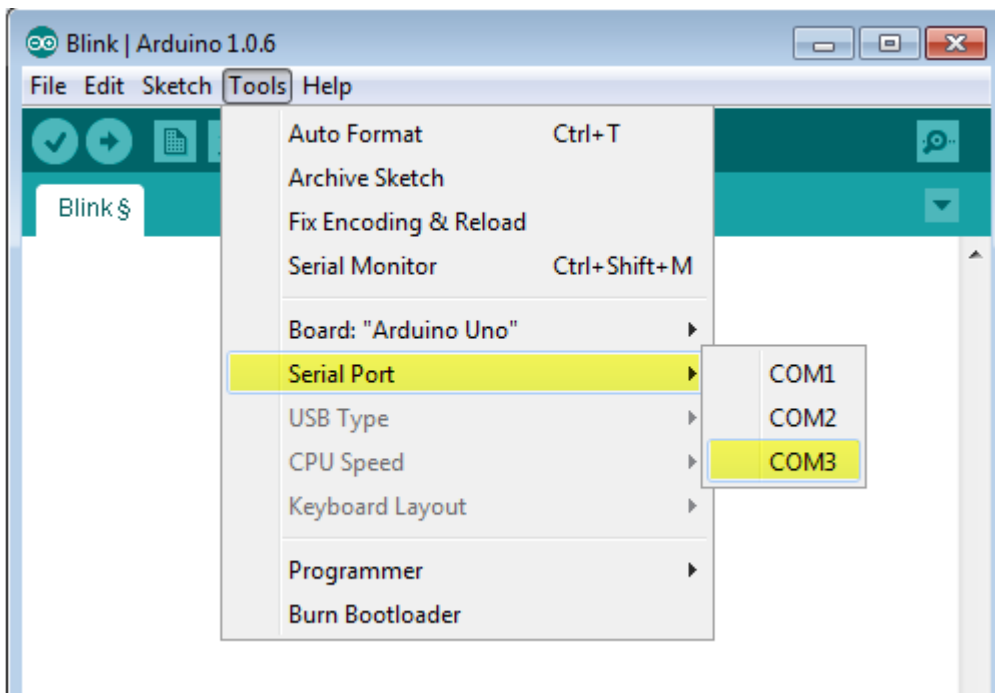 Blink | Arduino 1.0.6
File Edit Sketch Tools Help
Auto Format Ctrl+T
Archive Sketch
Blink §
Fix Encoding & Reload
Serial Monitor Ctrl+Shift+M
Board: "Arduino Uno"
Serial Port
COM1
USB Type
COM2
CPU Speed
COM3
Keyboard Layout
Programmer
Burn Bootloader